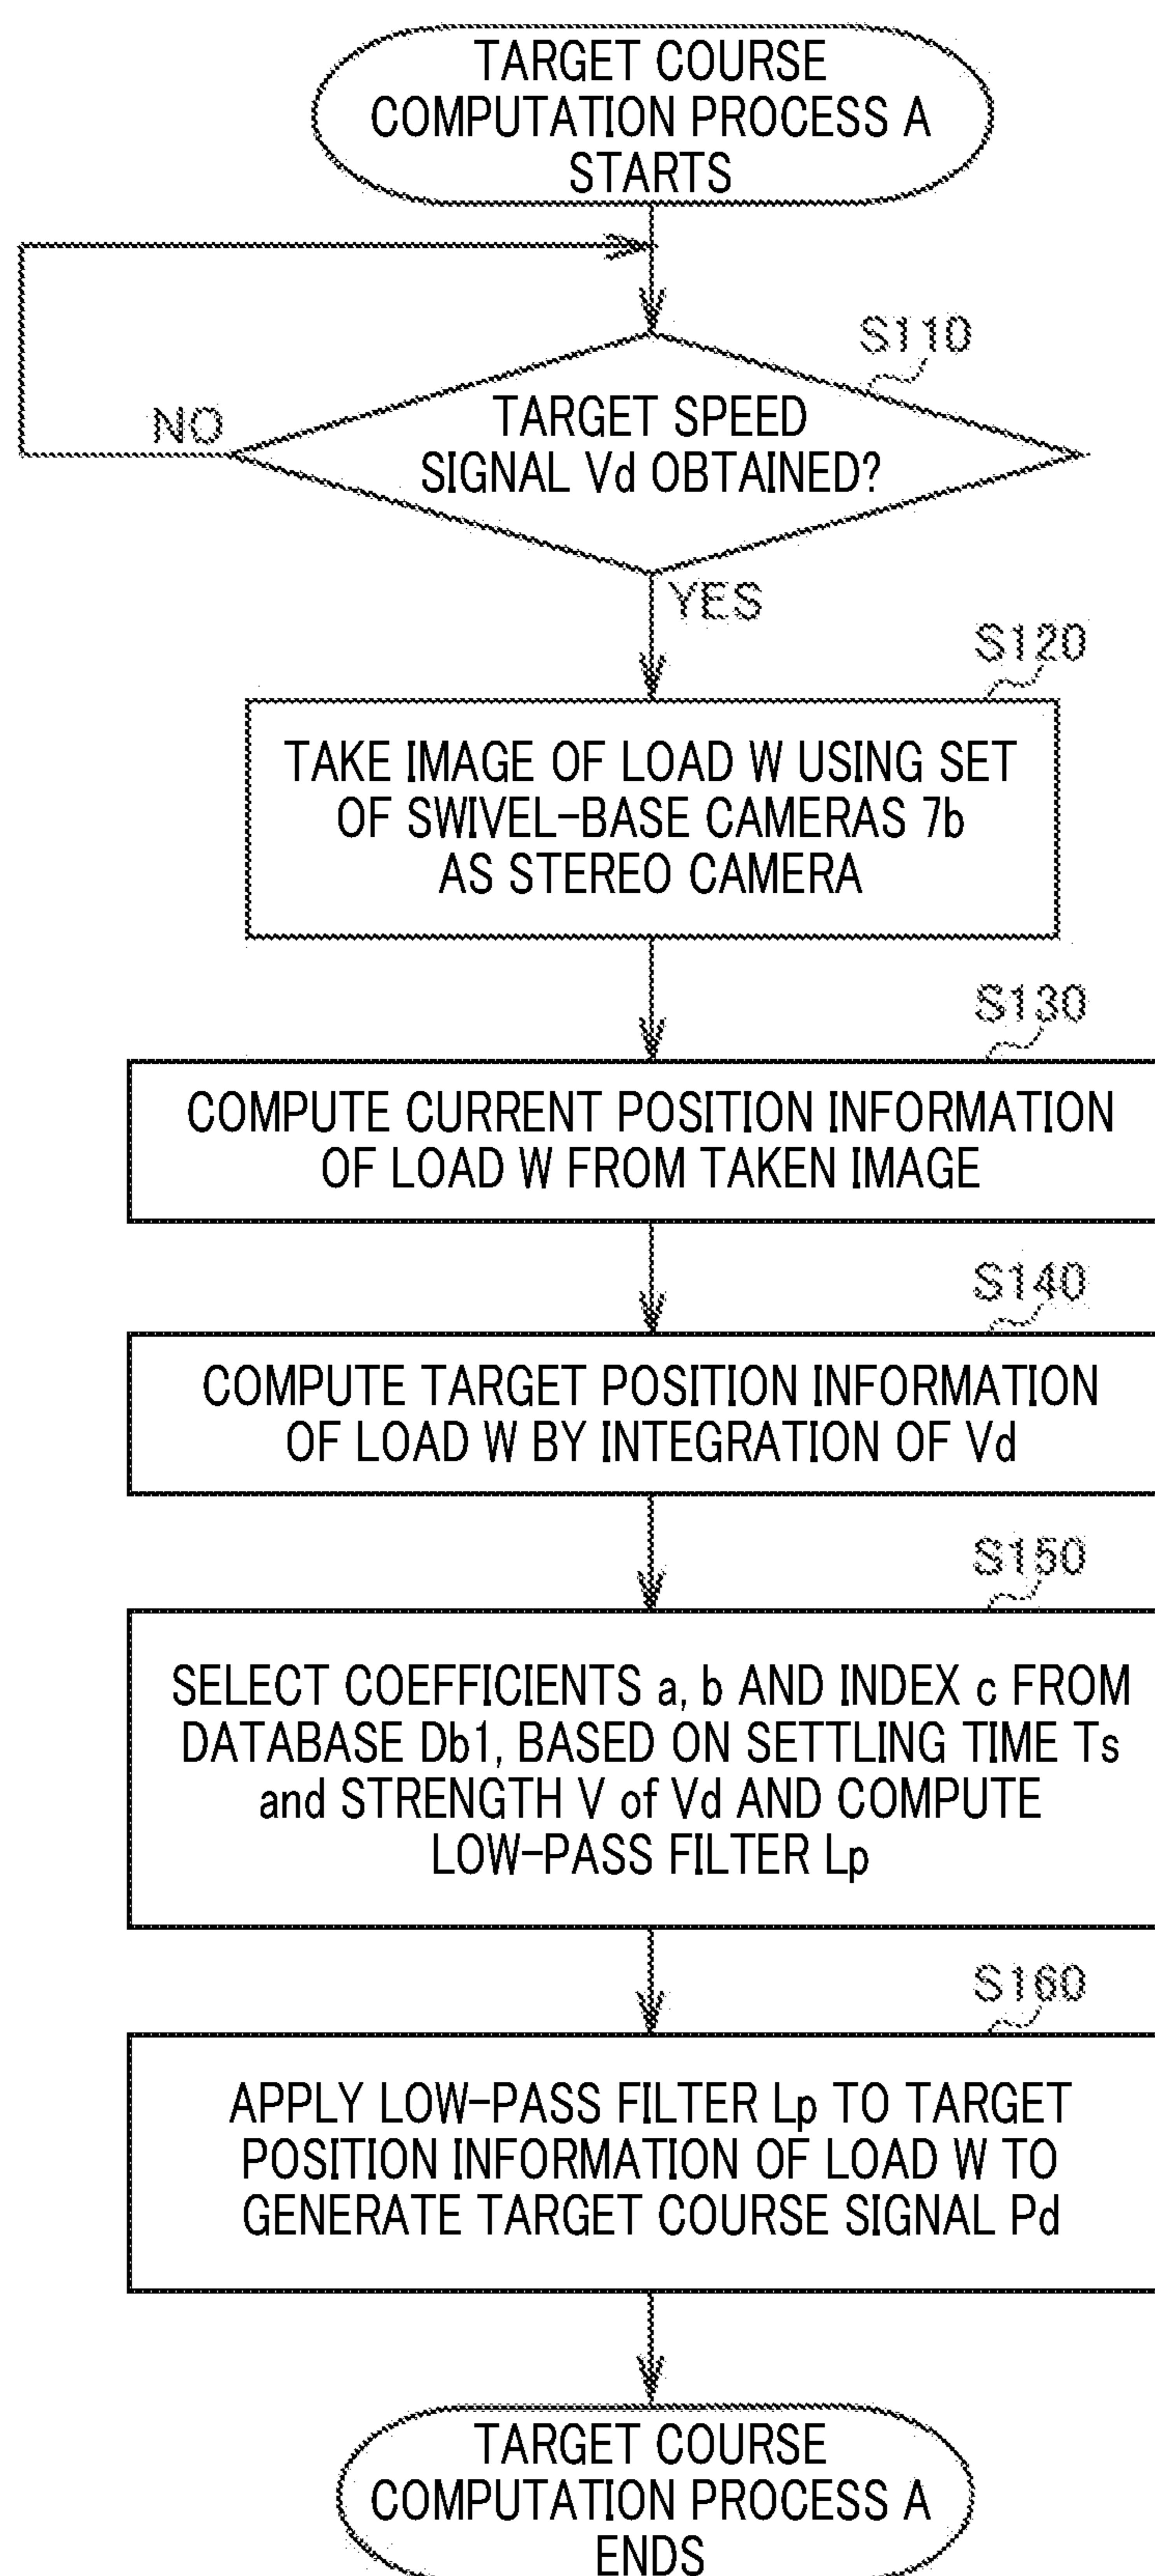 TARGET COURSE
COMPUTATION PROCESS A
STARTS
S110
TARGET SPEED
SIGNAL Vd OBTAINED?
NO
YES
S120
TAKE IMAGE OF LOAD W USING SET
OF SWIVEL-BASE CAMERAS 7b
AS STEREO CAMERA
S130
COMPUTE CURRENT POSITION INFORMATION
OF LOAD W FROM TAKEN IMAGE
S140
COMPUTE TARGET POSITION INFORMATION
OF LOAD W BY INTEGRATION OF Vd
S150
SELECT COEFFICIENTS a, b AND INDEX c FROM
DATABASE Db1, BASED ON SETTLING TIME Ts
and STRENGTH V of Vd AND COMPUTE
LOW-PASS FILTER Lp
S160
APPLY LOW-PASS FILTER Lp TO TARGET
POSITION INFORMATION OF LOAD W TO
GENERATE TARGET COURSE SIGNAL Pd
TARGET COURSE
COMPUTATION PROCESS A
ENDS